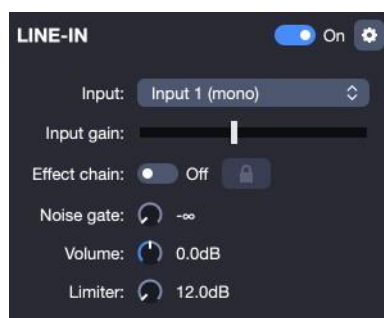 LINE-IN On
Input: Input 1 (mono)
Input gain:
Effect chain: Off
Noise gate: -∞
Volume: 0.0dB
Limiter: 12.0dB